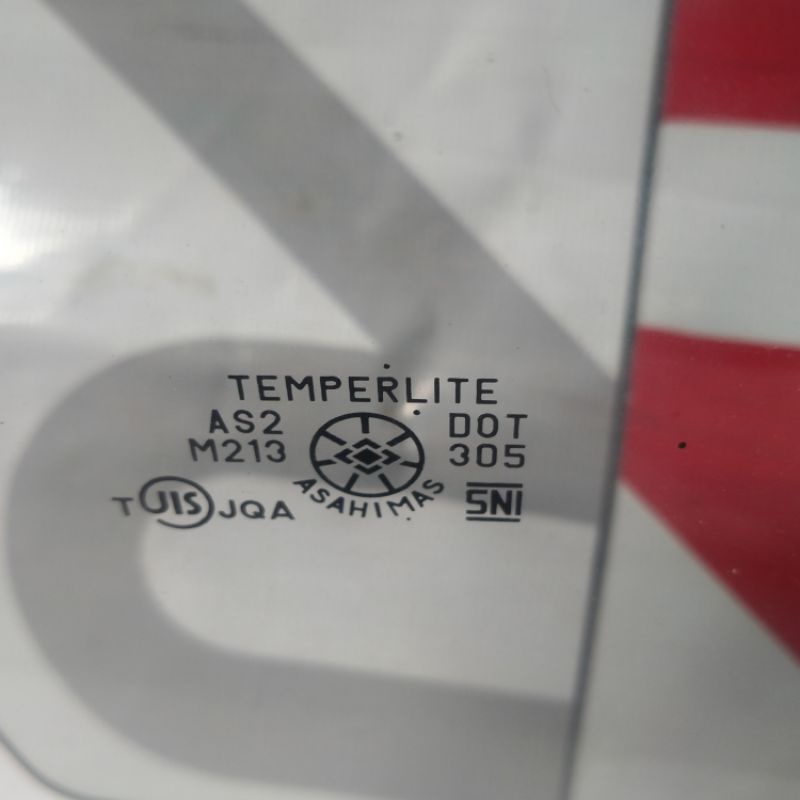 TEMPERLITE
AS2 DOT
M213 305
ASAHIMAS
T JIS JQA SNI